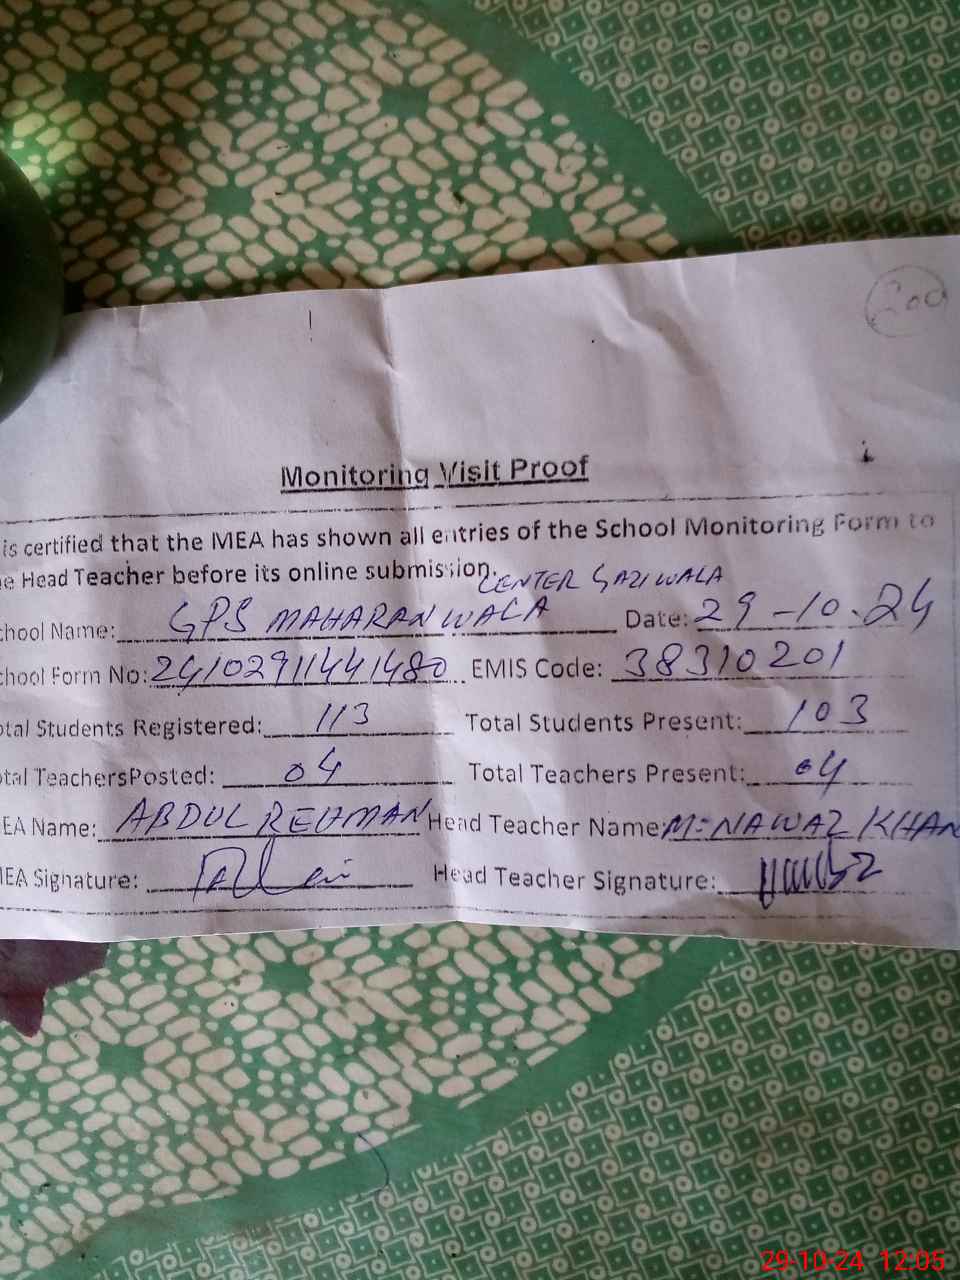 200
Monitoring Visit Proof
is certified that the MEA has shown all entries of the School Monitoring Form to
e Head Teacher before its online submission.
CENTER GAZIWALA
chool Name: GPS MAHARANWALA Date: 29-10-24
chool Form No: 24102911441480 EMIS Code: 38310201
otal Students Registered: 113 Total Students Present: 103
otal TeachersPosted: 04 Total Teachers Present: 04
EA Name: ABDUL REHMAN Head Teacher Name: M. NAWAZ KHAN
MEA Signature: Head Teacher Signature:
29-10-24 12:05